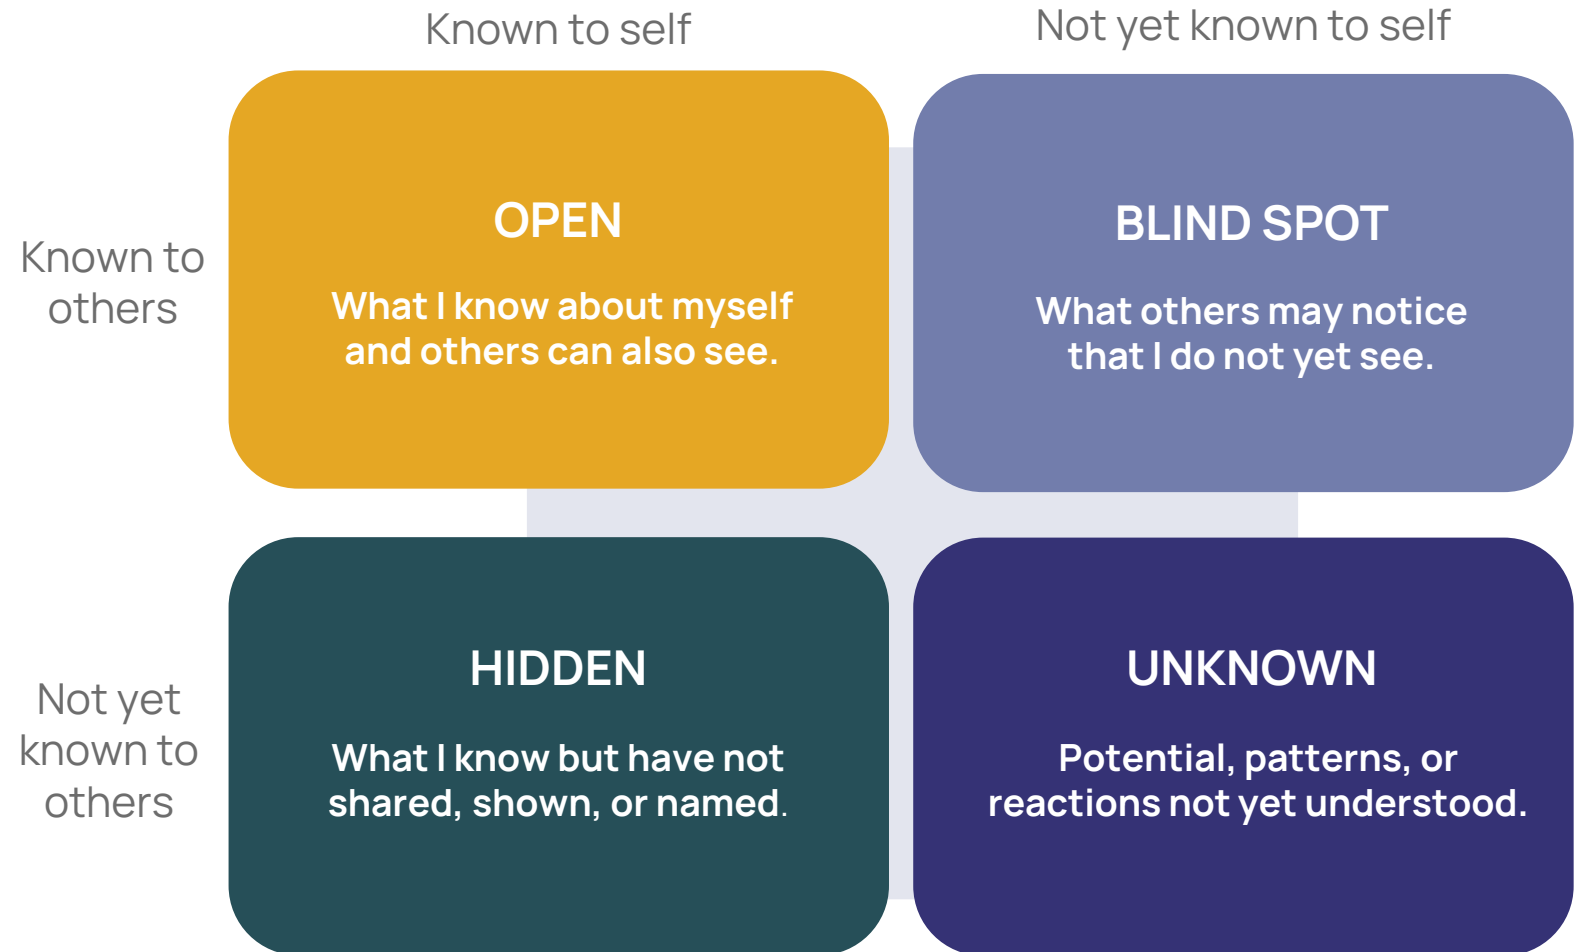 Known to self
Not yet known to self
Known to
others
OPEN
What I know about myself
and others can also see.
BLIND SPOT
What others may notice
that I do not yet see.
Not yet
known to
others
HIDDEN
What I know but have not
shared, shown, or named.
UNKNOWN
Potential, patterns, or
reactions not yet understood.